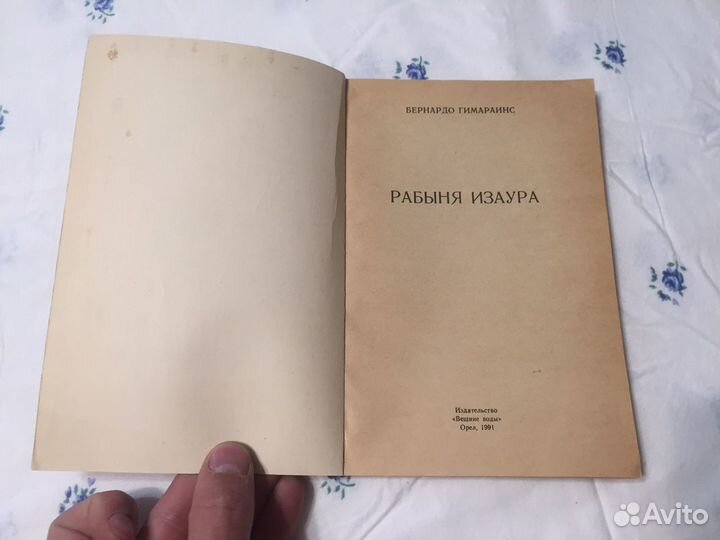 БЕРНАРДО ГИМАРАИНС
РАБЫНЯ ИЗАУРА
Издательство
«Вешние воды»
Орел, 1991
Avito